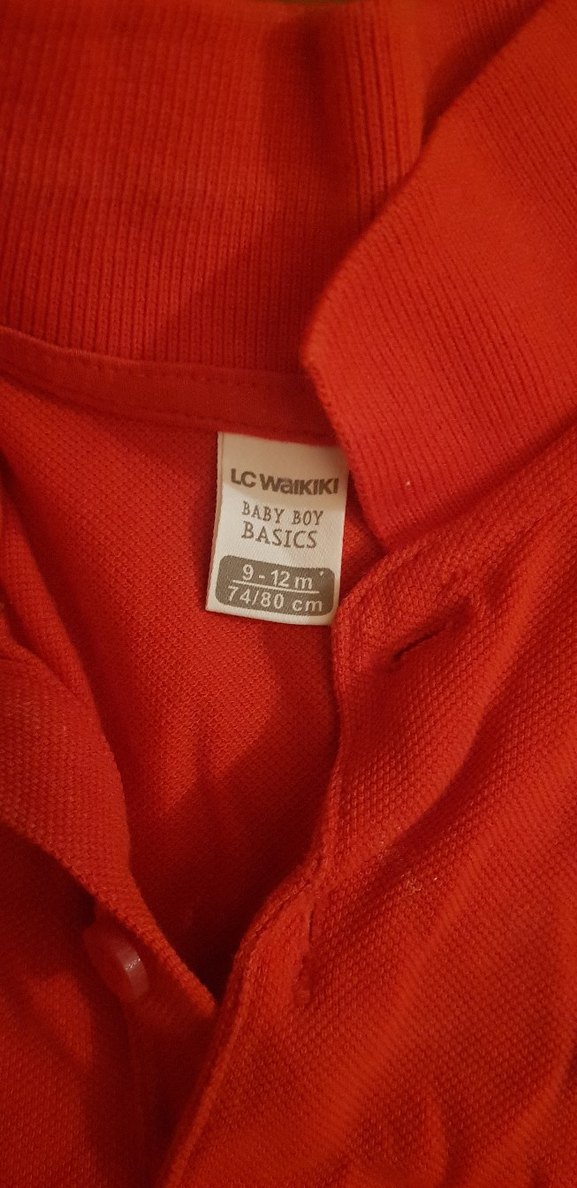 LC WAIKIKI
BABY BOY
BASICS
9 - 12 m
74/80 cm